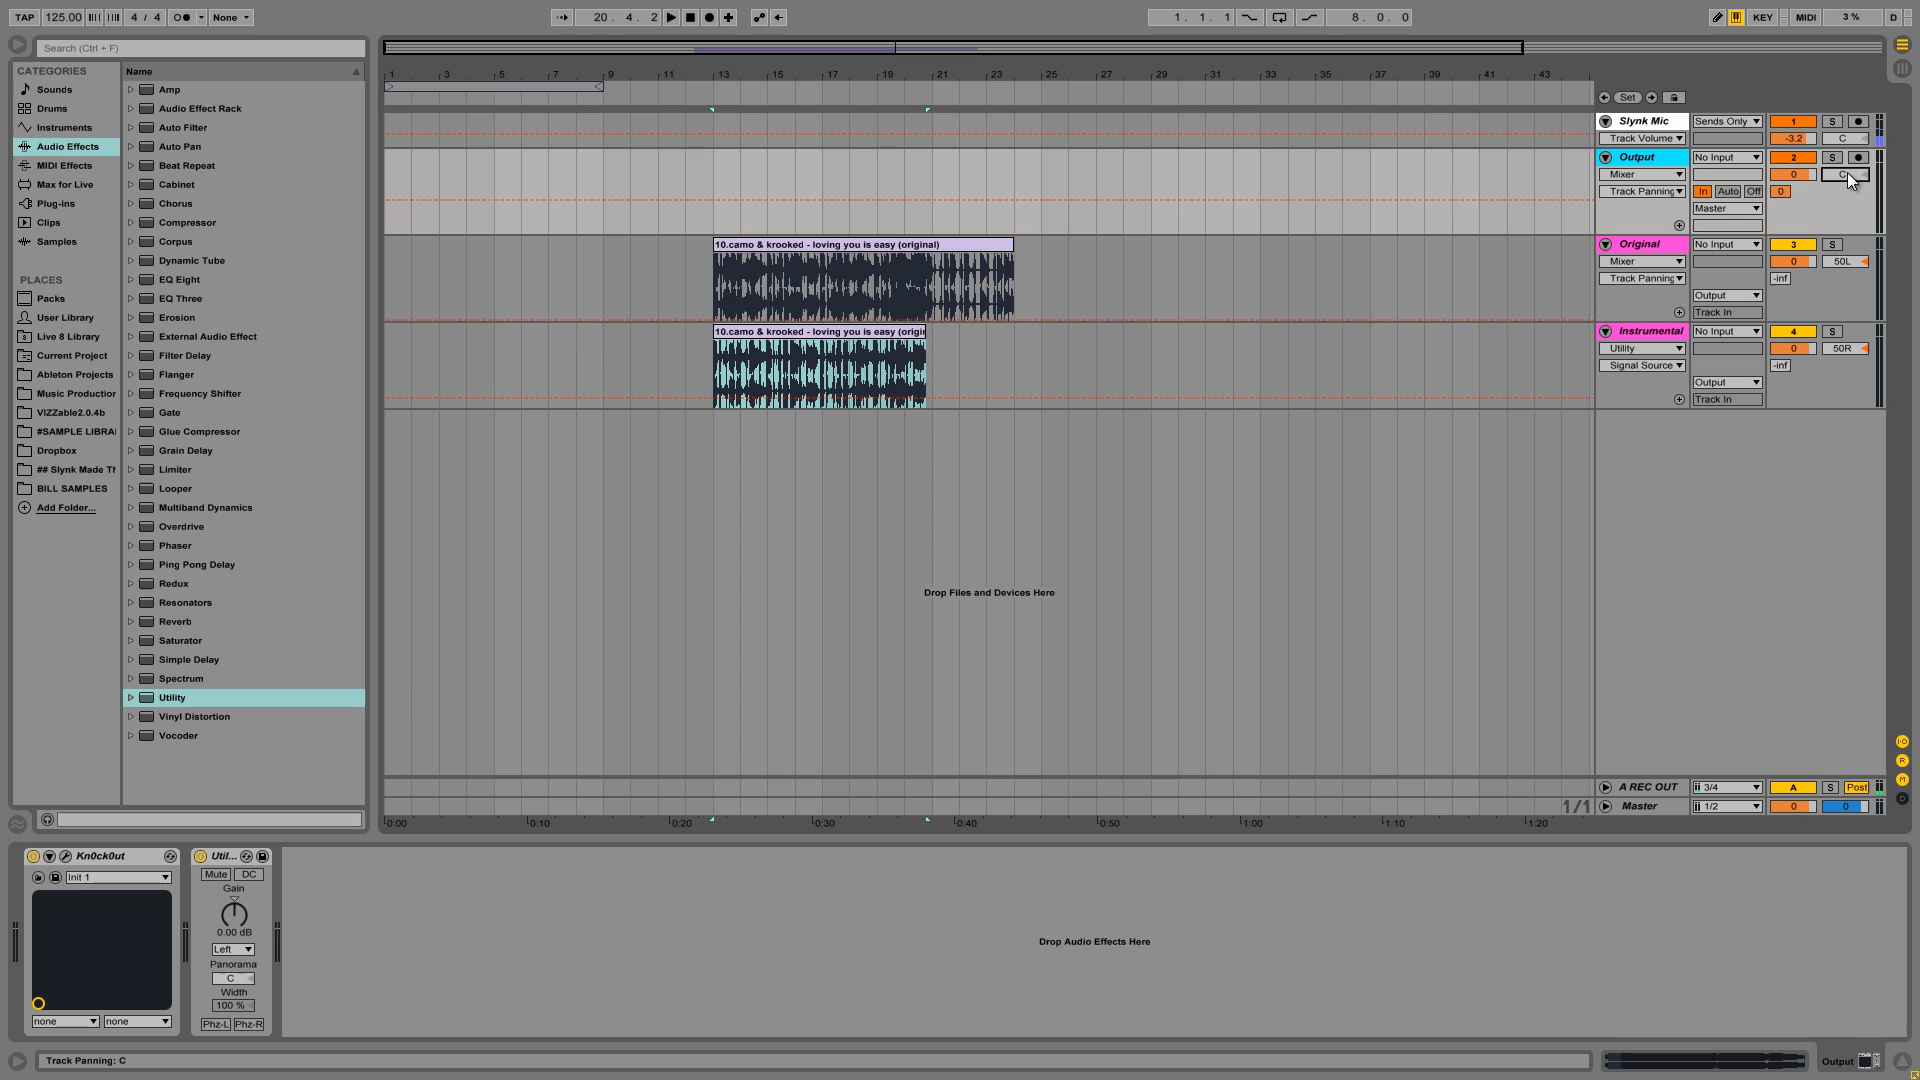 TAP 125.00 4 / 4 None 20. 4. 2 1. 1. 1 8. 0. 0 KEY MIDI 3 % D
Search (Ctrl + F)
CATEGORIES
Sounds
Drums
Instruments
Audio Effects
MIDI Effects
Max for Live
Plug-ins
Clips
Samples
PLACES
Packs
User Library
Live 8 Library
Current Project
Ableton Projects
Music Productior
VIZZable2.0.4b
#SAMPLE LIBRA
Dropbox
## Slynk Made Th
BILL SAMPLES
Add Folder...
Name
Amp
Audio Effect Rack
Auto Filter
Auto Pan
Beat Repeat
Cabinet
Chorus
Compressor
Corpus
Dynamic Tube
EQ Eight
EQ Three
Erosion
External Audio Effect
Filter Delay
Flanger
Frequency Shifter
Gate
Glue Compressor
Grain Delay
Limiter
Looper
Multiband Dynamics
Overdrive
Phaser
Ping Pong Delay
Redux
Resonators
Reverb
Saturator
Simple Delay
Spectrum
Utility
Vinyl Distortion
Vocoder
1 3 5 7 9 11 13 15 17 19 21 23 25 27 29 31 33 35 37 39 41 43
Set
Slynk Mic Sends Only 1 S
Track Volume -3.2 C
Output No Input 2 S
Mixer 0 C
Track Panning In Auto Off 0
Master
10.camo & krooked - loving you is easy (original)
Original No Input 3 S
Mixer 0 50L
Track Panning -inf
Output
Track In
10.camo & krooked - loving you is easy (origir
Instrumental No Input 4 S
Utility 0 50R
Signal Source -inf
Output
Track In
Drop Files and Devices Here
A REC OUT 3/4 A S Post
1/1 Master 1/2 0 0
0:00 0:10 0:20 0:30 0:40 0:50 1:00 1:10 1:20
Kn0ck0ut
Init 1
none none
Util...
Mute DC
Gain
0.00 dB
Left
Panorama
C
Width
100 %
Phz-L Phz-R
Drop Audio Effects Here
Track Panning: C
Output